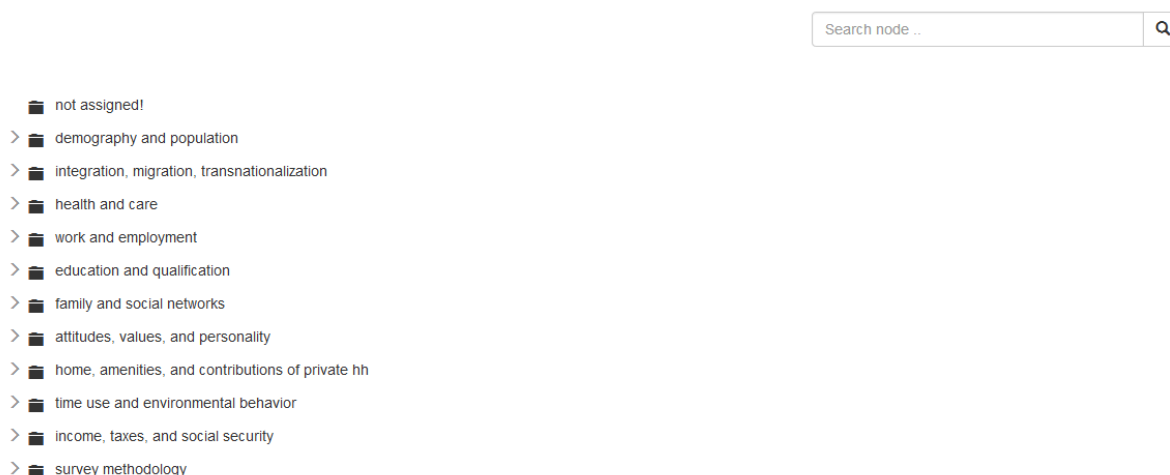 Search node ..
not assigned!
demography and population
integration, migration, transnationalization
health and care
work and employment
education and qualification
family and social networks
attitudes, values, and personality
home, amenities, and contributions of private hh
time use and environmental behavior
income, taxes, and social security
survey methodology